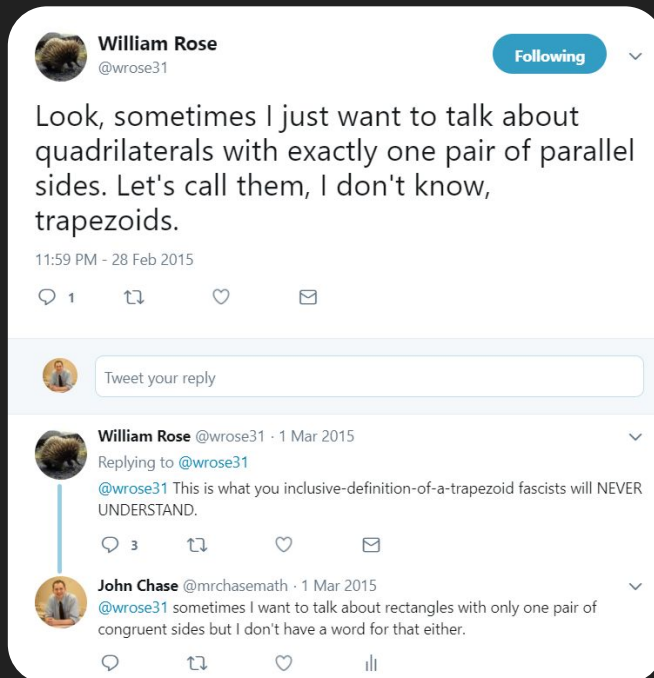 William Rose
@wrose31
Following
Look, sometimes I just want to talk about
quadrilaterals with exactly one pair of parallel
sides. Let's call them, I don't know,
trapezoids.
11:59 PM - 28 Feb 2015
1
Tweet your reply
William Rose @wrose31 · 1 Mar 2015
Replying to @wrose31
@wrose31 This is what you inclusive-definition-of-a-trapezoid fascists will NEVER
UNDERSTAND.
3
John Chase @mrchasemath · 1 Mar 2015
@wrose31 sometimes I want to talk about rectangles with only one pair of
congruent sides but I don't have a word for that either.